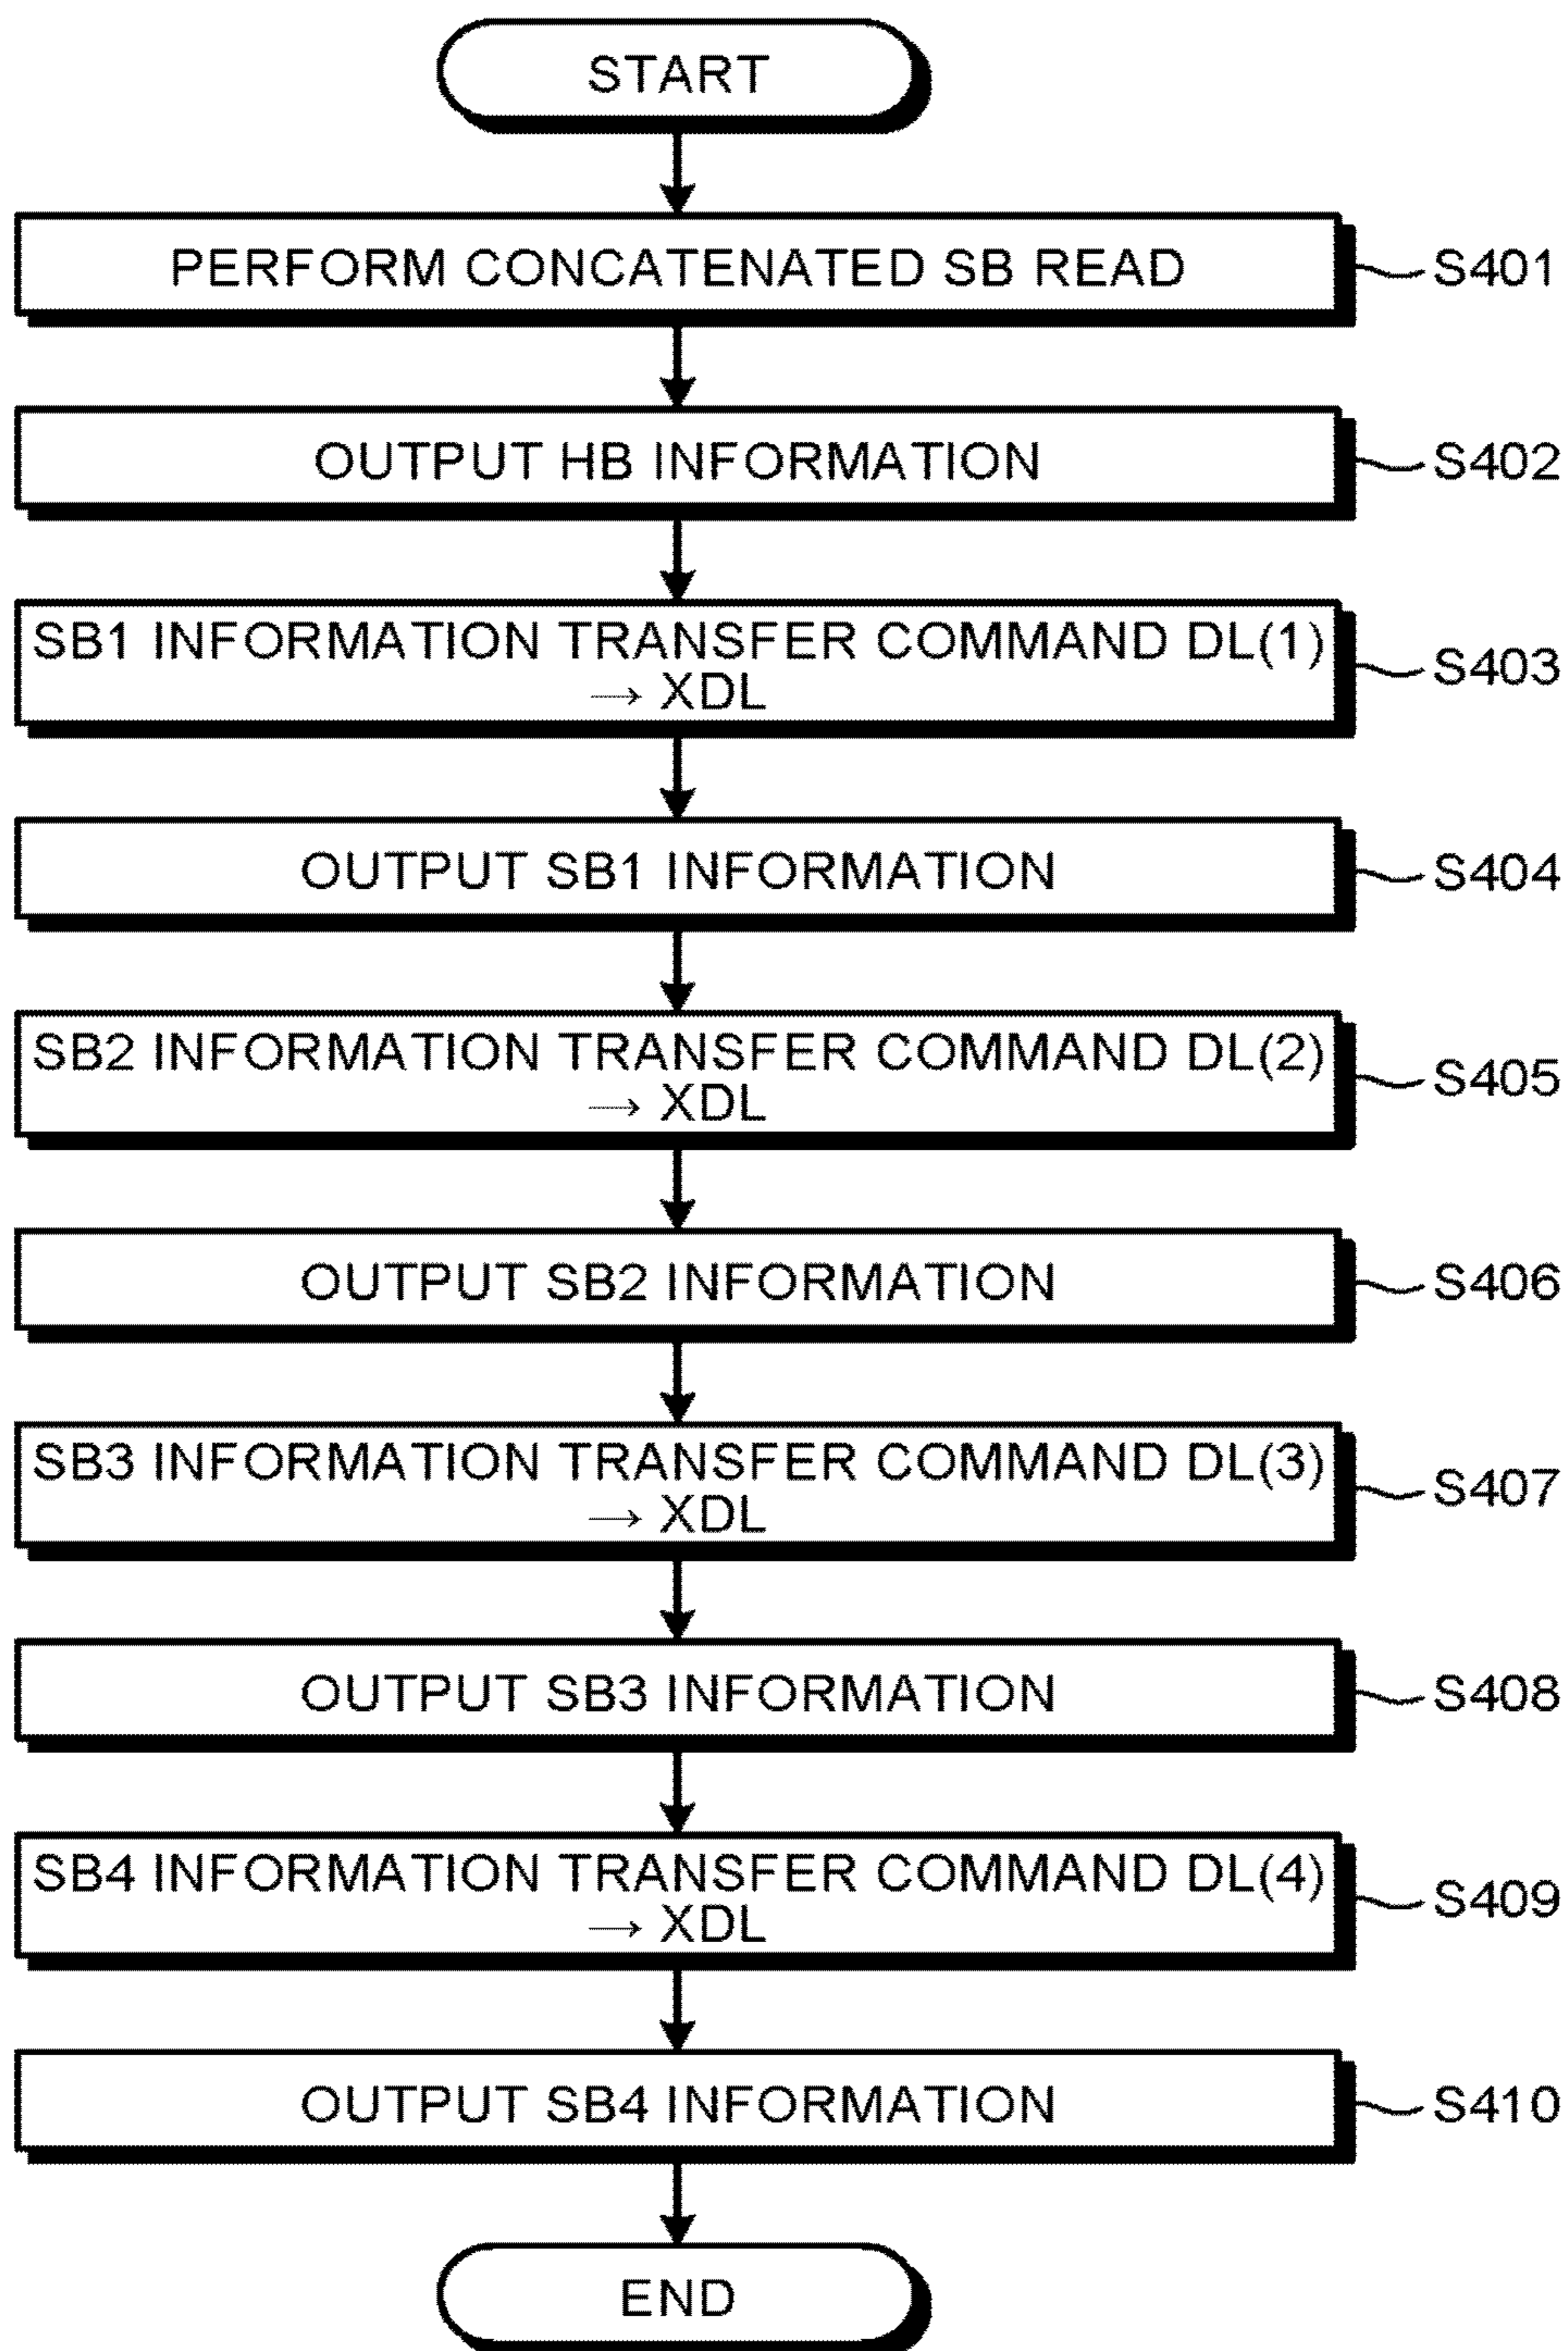 START
PERFORM CONCATENATED SB READ
S401
OUTPUT HB INFORMATION
S402
SB1 INFORMATION TRANSFER COMMAND DL(1)
→ XDL
S403
OUTPUT SB1 INFORMATION
S404
SB2 INFORMATION TRANSFER COMMAND DL(2)
→ XDL
S405
OUTPUT SB2 INFORMATION
S406
SB3 INFORMATION TRANSFER COMMAND DL(3)
→ XDL
S407
OUTPUT SB3 INFORMATION
S408
SB4 INFORMATION TRANSFER COMMAND DL(4)
→ XDL
S409
OUTPUT SB4 INFORMATION
S410
END